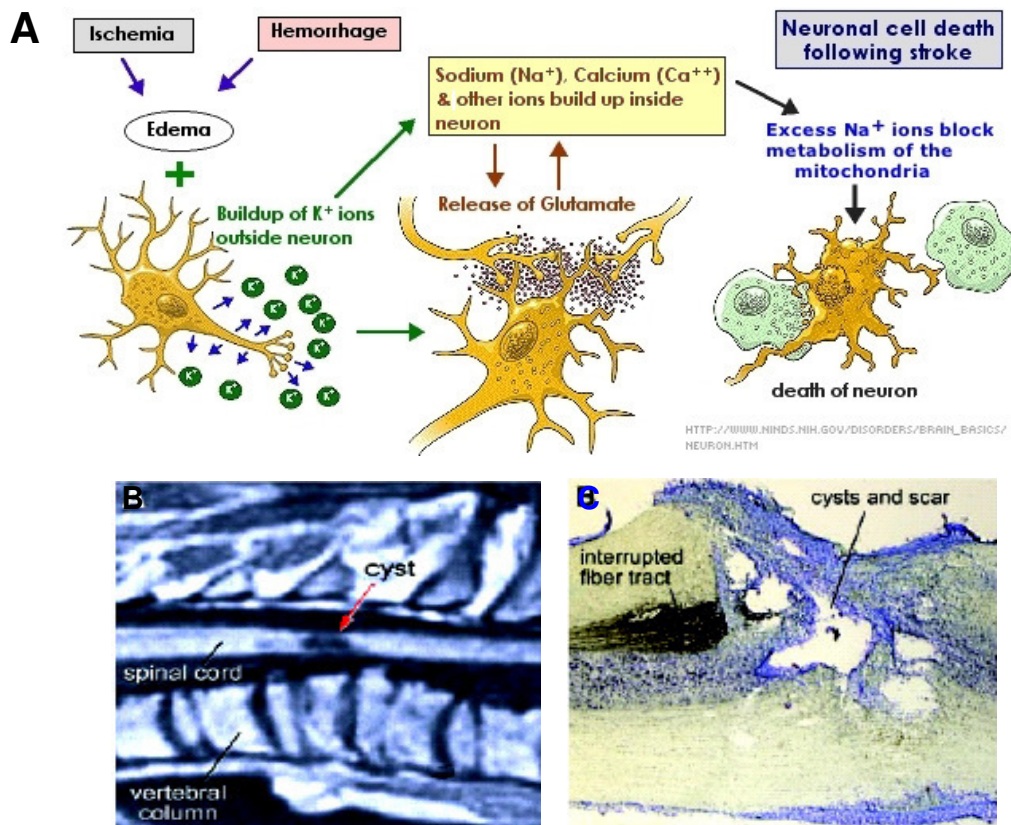 A
Ischemia
Hemorrhage
Edema
+
Buildup of K+ ions
outside neuron
K+
K+
K+
K+
K+
K+
K+
K+
K+
K+
K+
Sodium (Na+), Calcium (Ca++)
& other ions build up inside
neuron
Release of Glutamate
Neuronal cell death
following stroke
Excess Na+ ions block
metabolism of the
mitochondria
death of neuron
HTTP://WWW.NINDS.NIH.GOV/DISORDERS/BRAIN_BASICS/
NEURON.HTM
B
cyst
spinal cord
vertebral
column
C
cysts and scar
interrupted
fiber tract